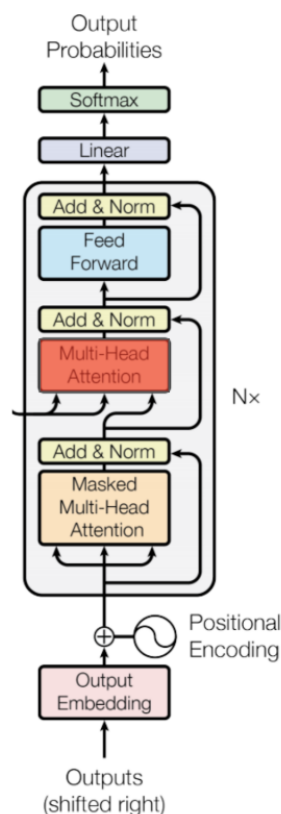 Output
Probabilities
Softmax
Linear
Add & Norm
Feed
Forward
Add & Norm
Multi-Head
Attention
N×
Add & Norm
Masked
Multi-Head
Attention
Positional
Encoding
Output
Embedding
Outputs
(shifted right)